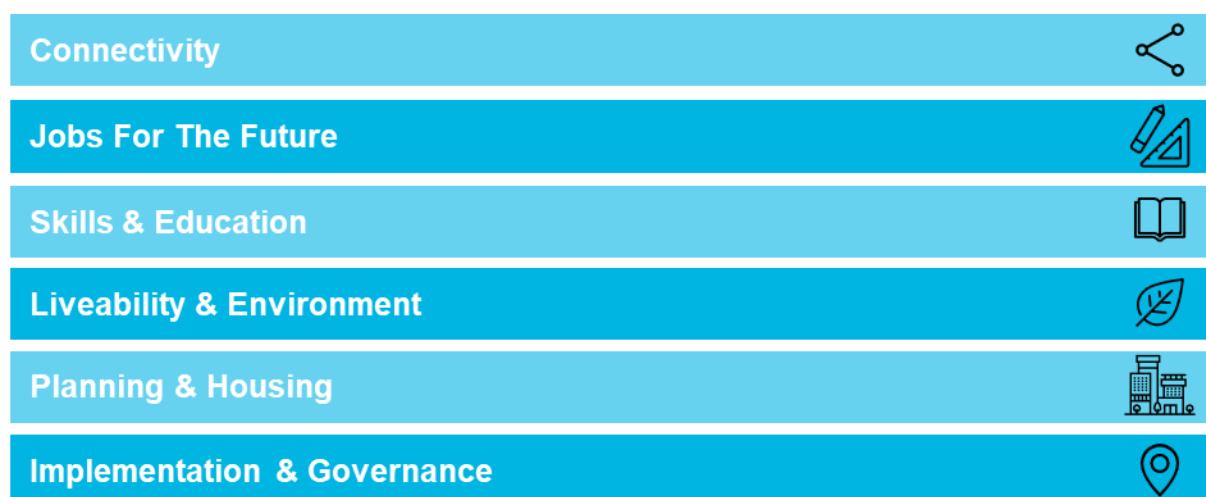 Connectivity
Jobs For The Future
Skills & Education
Liveability & Environment
Planning & Housing
Implementation & Governance